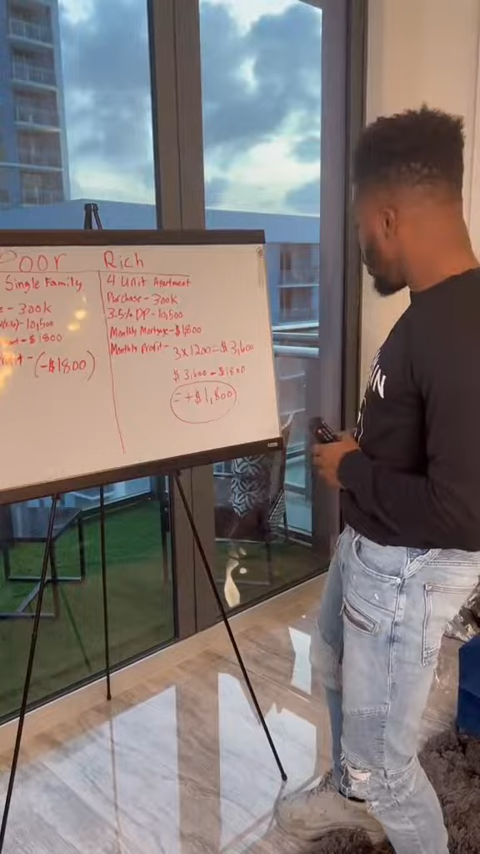 Poor
Single Family
- 300k
- 10,500
- $1800
(-$1800)
Rich
4 Unit Apartment
Purchase - 300k
3.5% DP - 10,500
Monthly Mortgage - $1800
Monthly Profit - 3x1200 = $3,600
$3,600 - $1800
= +$1,800